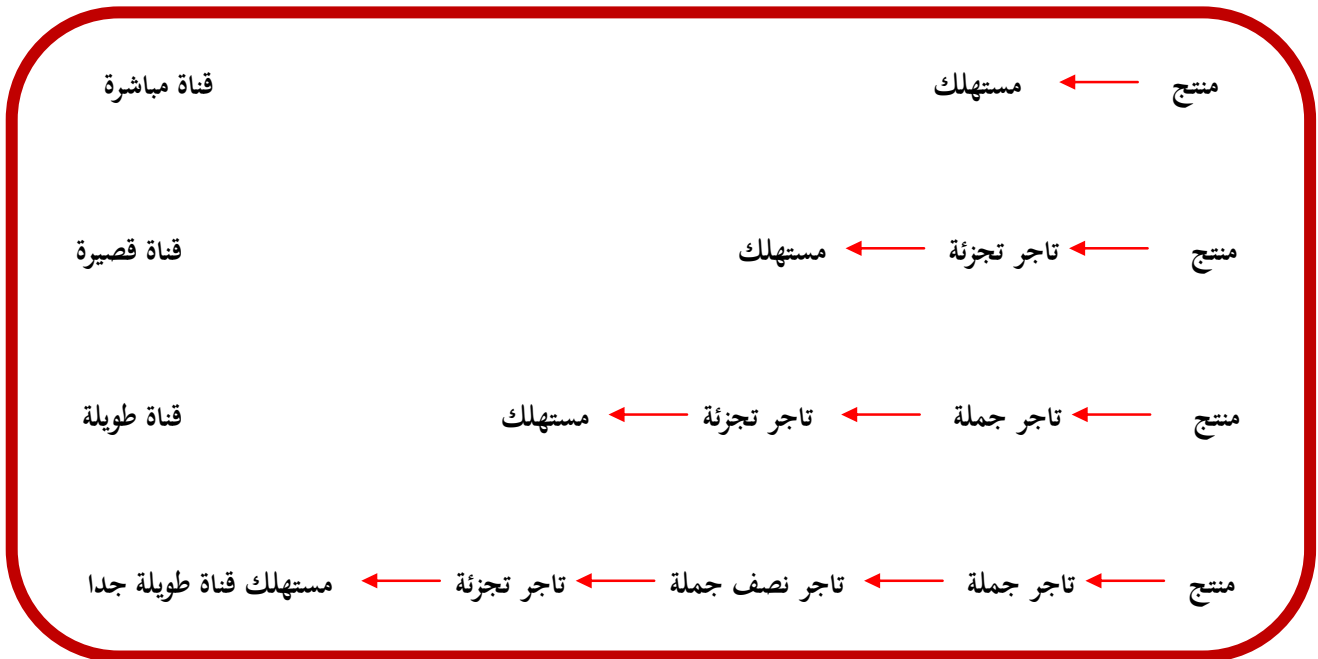 منتج مستهلك قناة مباشرة
منتج تاجر تجزئة مستهلك قناة قصيرة
منتج تاجر جملة تاجر تجزئة مستهلك قناة طويلة
منتج تاجر جملة تاجر نصف جملة تاجر تجزئة مستهلك قناة طويلة جدا